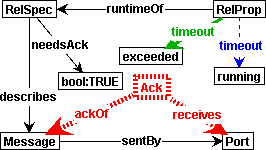 RelSpec
runtimeOf
RelProp
needsAck
timeout
timeout
exceeded
bool:TRUE
running
Ack
describes
ackOf
receives
Message
sentBy
Port